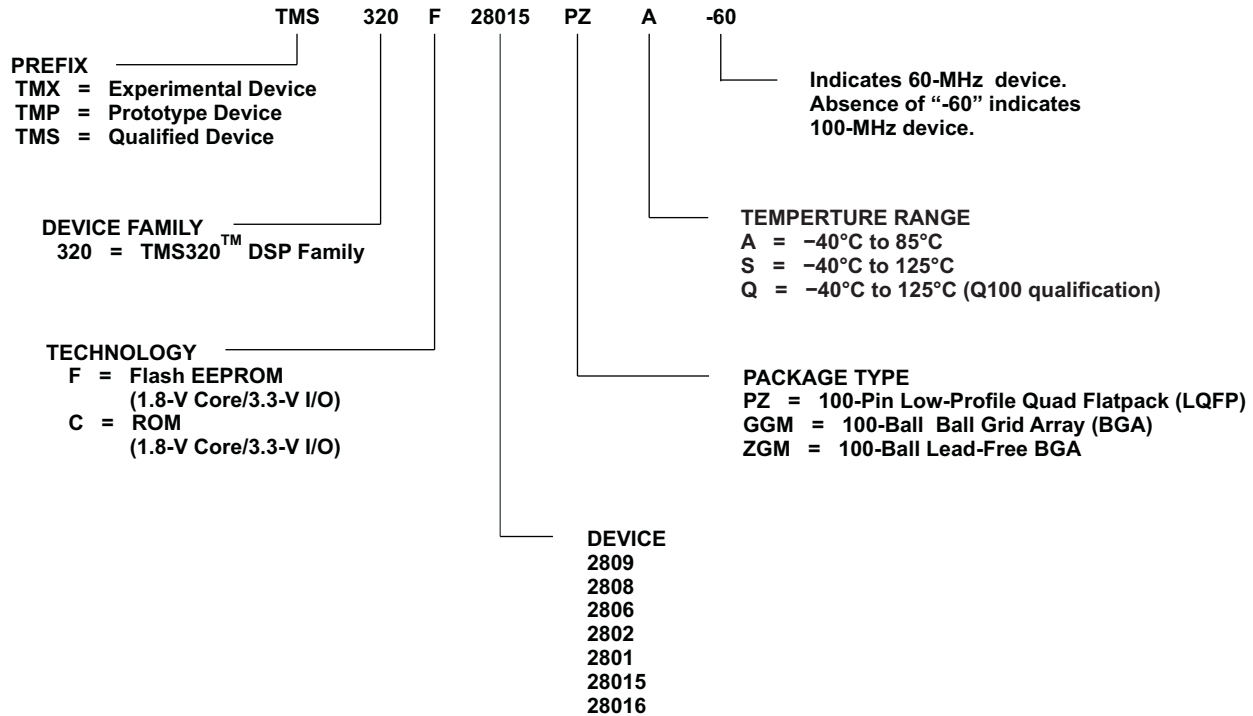 TMS 320 F 28015 PZ A -60
PREFIX
TMX = Experimental Device
TMP = Prototype Device
TMS = Qualified Device
Indicates 60-MHz device.
Absence of “-60” indicates
100-MHz device.
DEVICE FAMILY
320 = TMS320™ DSP Family
TEMPERTURE RANGE
A = −40°C to 85°C
S = −40°C to 125°C
Q = −40°C to 125°C (Q100 qualification)
TECHNOLOGY
F = Flash EEPROM
(1.8-V Core/3.3-V I/O)
C = ROM
(1.8-V Core/3.3-V I/O)
PACKAGE TYPE
PZ = 100-Pin Low-Profile Quad Flatpack (LQFP)
GGM = 100-Ball Ball Grid Array (BGA)
ZGM = 100-Ball Lead-Free BGA
DEVICE
2809
2808
2806
2802
2801
28015
28016